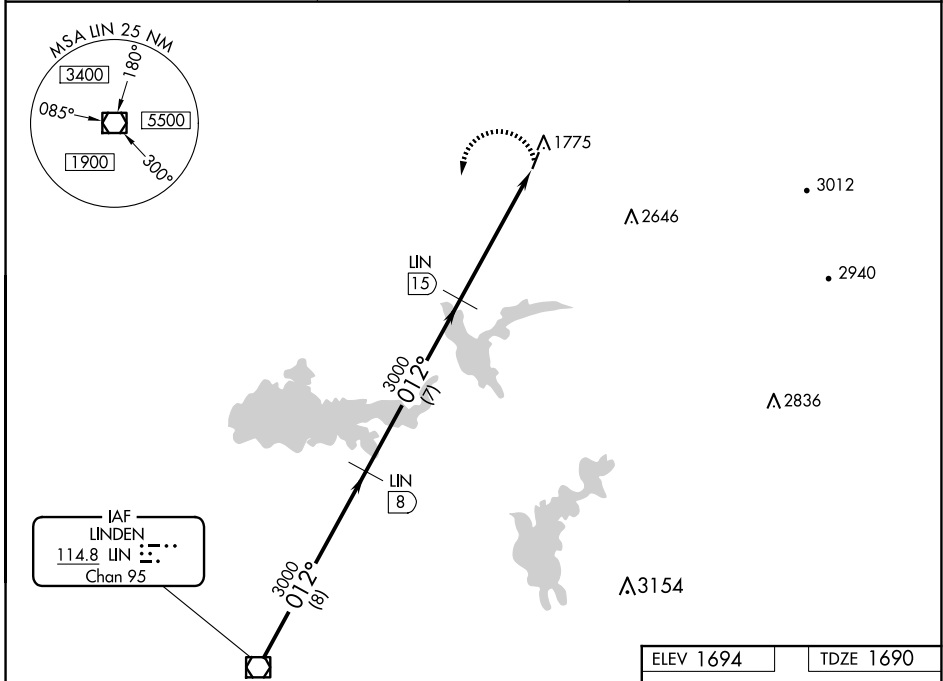 MSA LIN 25 NM
3400
180°
085°
5500
1900
300°
1775
3012
2646
LIN
15
2940
3000
012°
(7)
2836
LIN
8
IAF
LINDEN
114.8 LIN
Chan 95
3000
012°
(8)
3154
ELEV 1694
TDZE 1690